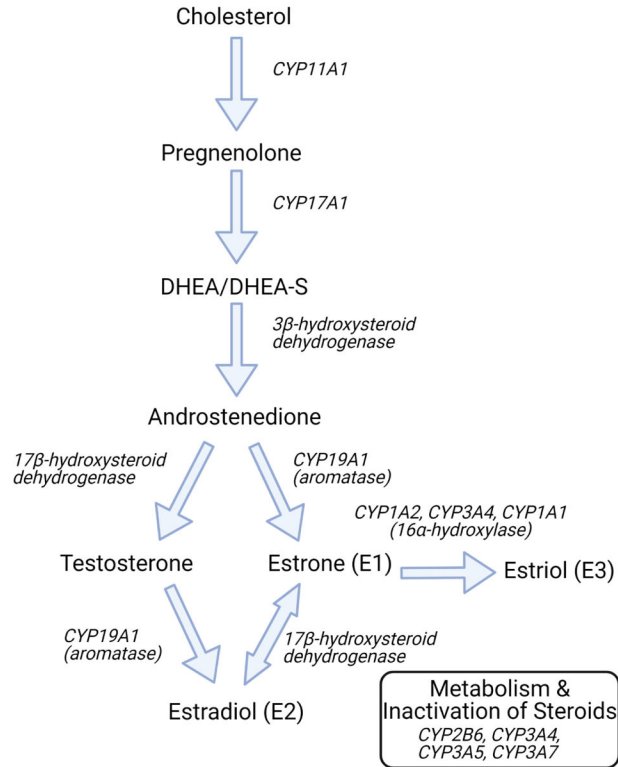 Cholesterol
CYP11A1
Pregnenolone
CYP17A1
DHEA/DHEA-S
3β-hydroxysteroid
dehydrogenase
Androstenedione
17β-hydroxysteroid
dehydrogenase
CYP19A1
(aromatase)
CYP1A2, CYP3A4, CYP1A1
(16α-hydroxylase)
Testosterone
Estrone (E1)
Estriol (E3)
CYP19A1
(aromatase)
17β-hydroxysteroid
dehydrogenase
Estradiol (E2)
Metabolism &
Inactivation of Steroids
CYP2B6, CYP3A4,
CYP3A5, CYP3A7